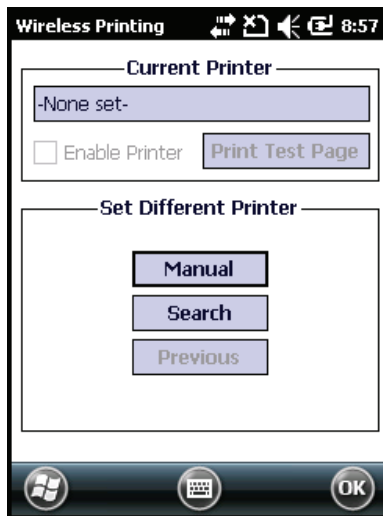 Wireless Printing 8:57
Current Printer
-None set-
Enable Printer Print Test Page
Set Different Printer
Manual
Search
Previous
OK